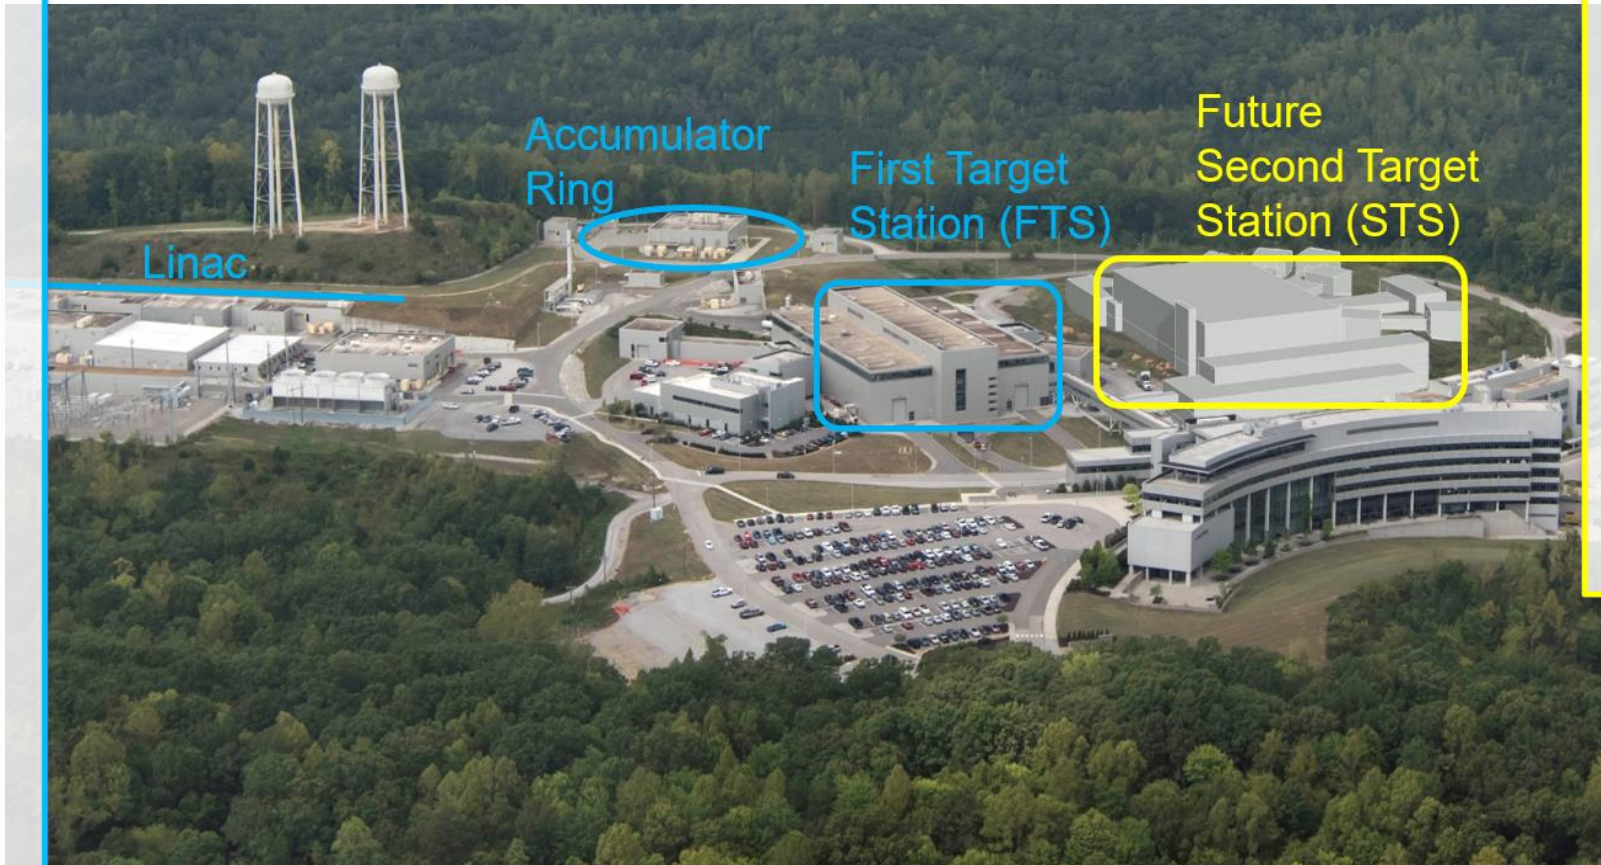 Accumulator
Ring
First Target
Station (FTS)
Future
Second Target
Station (STS)
Linac